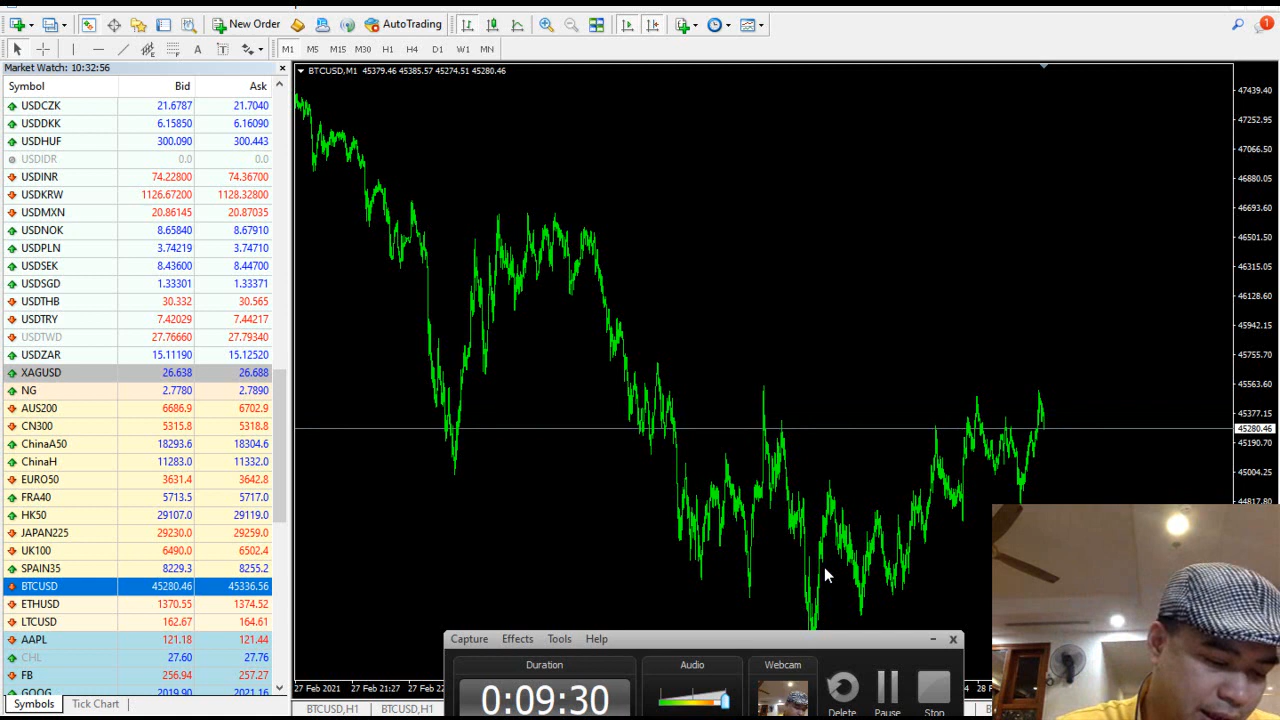 New Order AutoTrading 1
A T M1 M5 M15 M30 H1 H4 D1 W1 MN
Market Watch: 10:32:56
Symbol Bid Ask
USDCZK 21.6787 21.7040
USDDKK 6.15850 6.16090
USDHUF 300.090 300.443
USDIDR 0.0 0.0
USDINR 74.22800 74.36700
USDKRW 1126.67200 1128.32800
USDMXN 20.86145 20.87035
USDNOK 8.65840 8.67910
USDPLN 3.74219 3.74710
USDSEK 8.43600 8.44700
USDSGD 1.33301 1.33371
USDTHB 30.332 30.565
USDTRY 7.42029 7.44217
USDTWD 27.76660 27.79340
USDZAR 15.11190 15.12520
XAGUSD 26.638 26.688
NG 2.7780 2.7890
AUS200 6686.9 6702.9
CN300 5315.8 5318.8
ChinaA50 18293.6 18304.6
ChinaH 11283.0 11332.0
EURO50 3631.4 3642.8
FRA40 5713.5 5717.0
HK50 29107.0 29119.0
JAPAN225 29230.0 29259.0
UK100 6490.0 6502.4
SPAIN35 8229.3 8255.2
BTCUSD 45280.46 45336.56
ETHUSD 1370.55 1374.52
LTCUSD 162.67 164.61
AAPL 121.18 121.44
CHL 27.60 27.76
FB 256.94 257.27
GOOG 2019.90 2021.16
Symbols Tick Chart
BTCUSD,M1 45379.46 45385.57 45274.51 45280.46
47439.40
47252.95
47066.50
46880.05
46693.60
46501.50
46315.05
46128.60
45942.15
45755.70
45563.60
45377.15
45280.46
45190.70
45004.25
44817.80
27 Feb 2021 27 Feb 21:27 27 Feb 22
BTCUSD,H1 BTCUSD,H1
Capture Effects Tools Help
Duration Audio Webcam
0:09:30
Delete Pause Stop